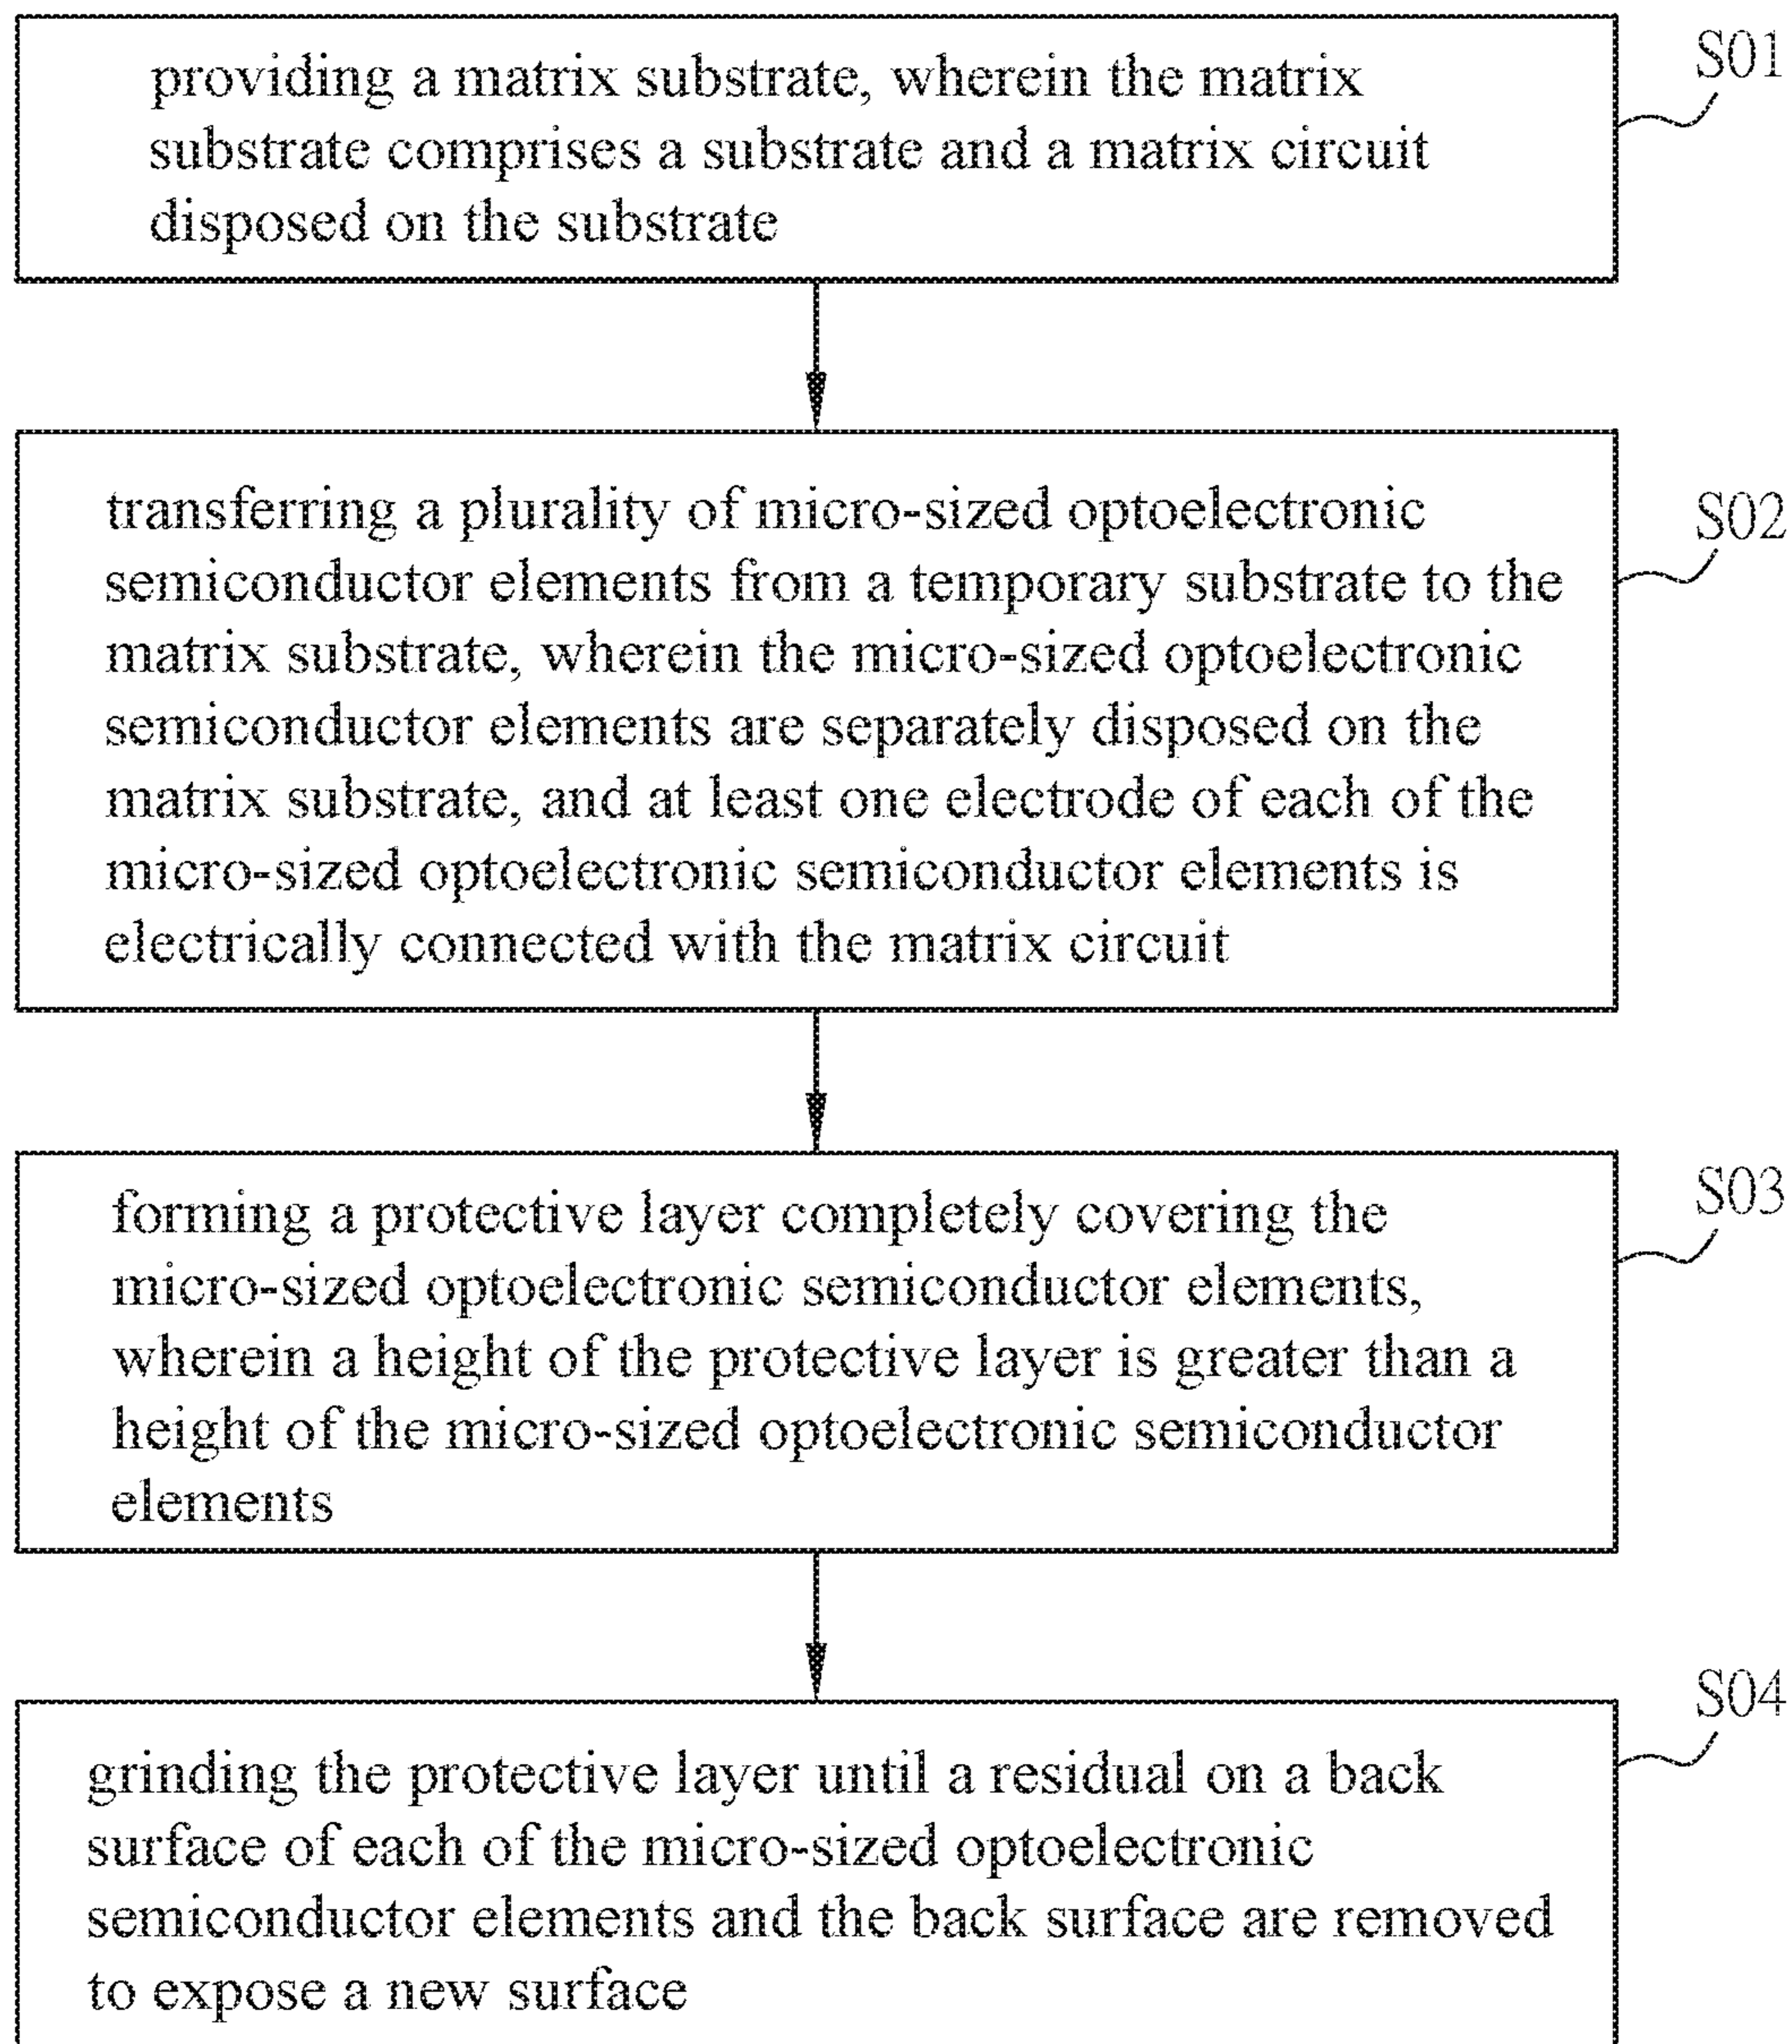 providing a matrix substrate, wherein the matrix
substrate comprises a substrate and a matrix circuit
disposed on the substrate
S01
transferring a plurality of micro-sized optoelectronic
semiconductor elements from a temporary substrate to the
matrix substrate, wherein the micro-sized optoelectronic
semiconductor elements are separately disposed on the
matrix substrate, and at least one electrode of each of the
micro-sized optoelectronic semiconductor elements is
electrically connected with the matrix circuit
S02
forming a protective layer completely covering the
micro-sized optoelectronic semiconductor elements,
wherein a height of the protective layer is greater than a
height of the micro-sized optoelectronic semiconductor
elements
S03
grinding the protective layer until a residual on a back
surface of each of the micro-sized optoelectronic
semiconductor elements and the back surface are removed
to expose a new surface
S04